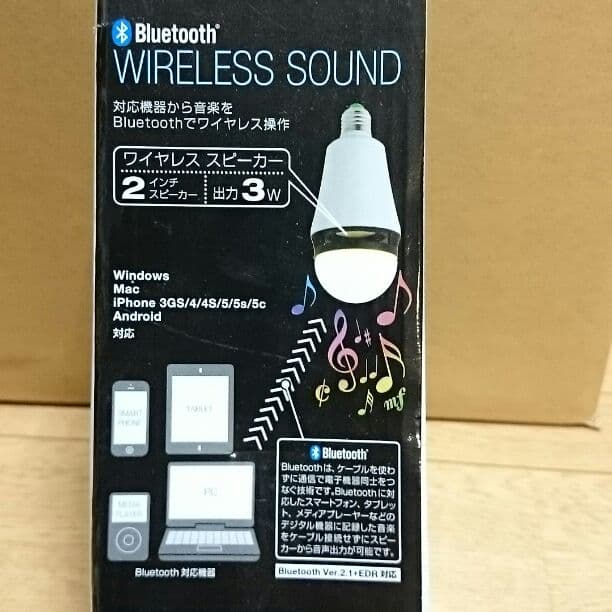 Bluetooth®
WIRELESS SOUND
対応機器から音楽を
Bluetoothでワイヤレス操作
ワイヤレス スピーカー
2インチスピーカー 出力3W
Windows
Mac
iPhone 3GS/4/4S/5/5s/5c
Android
対応
SMART
PHONE
TABLET
MEDIA
PLAYER
PC
Bluetooth 対応機器
Bluetooth®
Bluetoothは、ケーブルを使わ
ずに通信で電子機器同士をつ
なぐ技術です。Bluetoothに対
応したスマートフォン、タブレッ
ト、メディアプレーヤーなどの
デジタル機器に記録した音楽
をケーブル接続せずにスピー
カーから音声出力が可能です。
Bluetooth Ver.2.1+EDR 対応